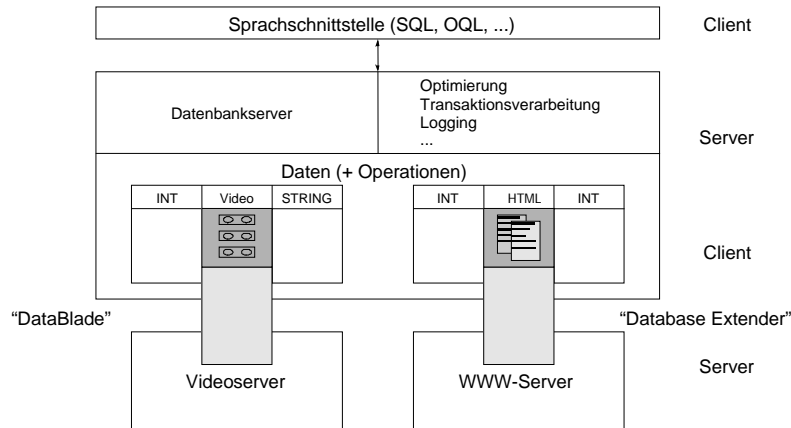 Sprachschnittstelle (SQL, OQL, ...)
Client
Datenbankserver
Optimierung
Transaktionsverarbeitung
Logging
...
Server
Daten (+ Operationen)
INT
Video
STRING
INT
HTML
INT
Client
“DataBlade”
“Database Extender”
Videoserver
WWW-Server
Server